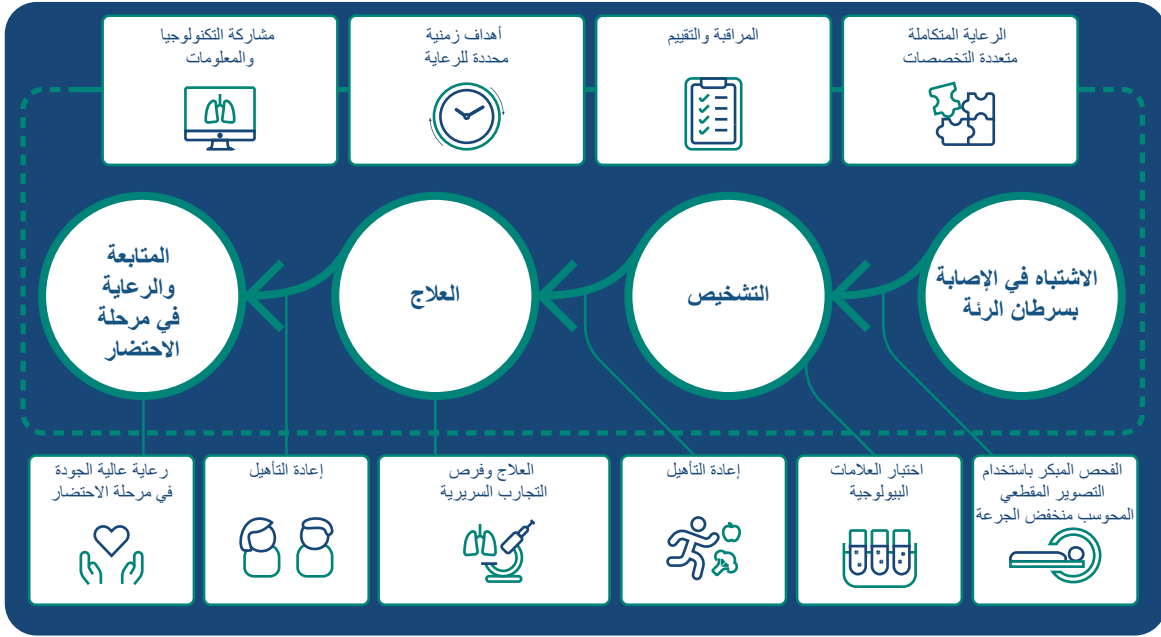 الرعاية المتكاملة
متعددة التخصصات
المراقبة والتقييم
أهداف زمنية
محددة للرعاية
مشاركة التكنولوجيا
والمعلومات
الاشتباه في الإصابة
بسرطان الرئة
التشخيص
العلاج
المتابعة
والرعاية
في مرحلة
الاحتضار
الفحص المبكر باستخدام
التصوير المقطعي
المحوسب منخفض الجرعة
اختبار العلامات
البيولوجية
إعادة التأهيل
العلاج وفرص
التجارب السريرية
إعادة التأهيل
رعاية عالية الجودة
في مرحلة الاحتضار